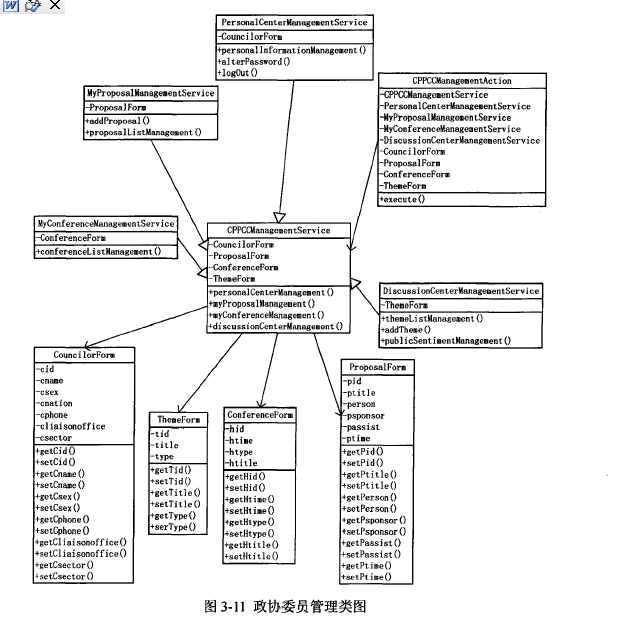 PersonalCenterManagementService
-CouncilorForm
+personalInformationManagement()
+alterPassword()
+logOut()
MyProposalManagementService
-ProposalForm
+addProposal()
+proposalListManagement()
CPPCCManagementAction
-CPPCCManagementService
-PersonalCenterManagementService
-MyProposalManagementService
-MyConferenceManagementService
-DiscussionCenterManagementService
-CouncilorForm
-ProposalForm
-ConferenceForm
-ThemeForm
+execute()
MyConferenceManagementService
-ConferenceForm
+conferenceListManagement()
CPPCCManagementService
-CouncilorForm
-ProposalForm
-ConferenceForm
-ThemeForm
+personalCenterManagement()
+myProposalManagement()
+myConferenceManagement()
+discussionCenterManagement()
DiscussionCenterManagementService
-ThemeForm
+themeListManagement()
+addTheme()
+publicSentimentManagement()
CouncilorForm
-cid
-cname
-csex
-cnation
-cphone
-cliaisonoffice
-csector
+getCid()
+setCid()
+getCname()
+setCname()
+getCsex()
+setCsex()
+getCphone()
+setCphone()
+getCliaisonoffice()
+setCliaisonoffice()
+getCsector()
+setCsector()
ThemeForm
-tid
-title
-type
+getTid()
+setTid()
+getTitle()
+setTitle()
+getType()
+serType()
ConferenceForm
-hid
-htime
-htype
-htitle
+getHid()
+setHid()
+getHtime()
+setHtime()
+getHtype()
+setHtype()
+getHtitle()
+setHtitle()
ProposalForm
-pid
-ptitle
-person
-psponsor
-passist
-ptime
+getPid()
+setPid()
+getPtitle()
+setPtitle()
+getPerson()
+setPerson()
+getPsponsor()
+setPsponsor()
+getPassist()
+setPassist()
+getPtime()
+setPtime()
图 3-11 政协委员管理类图